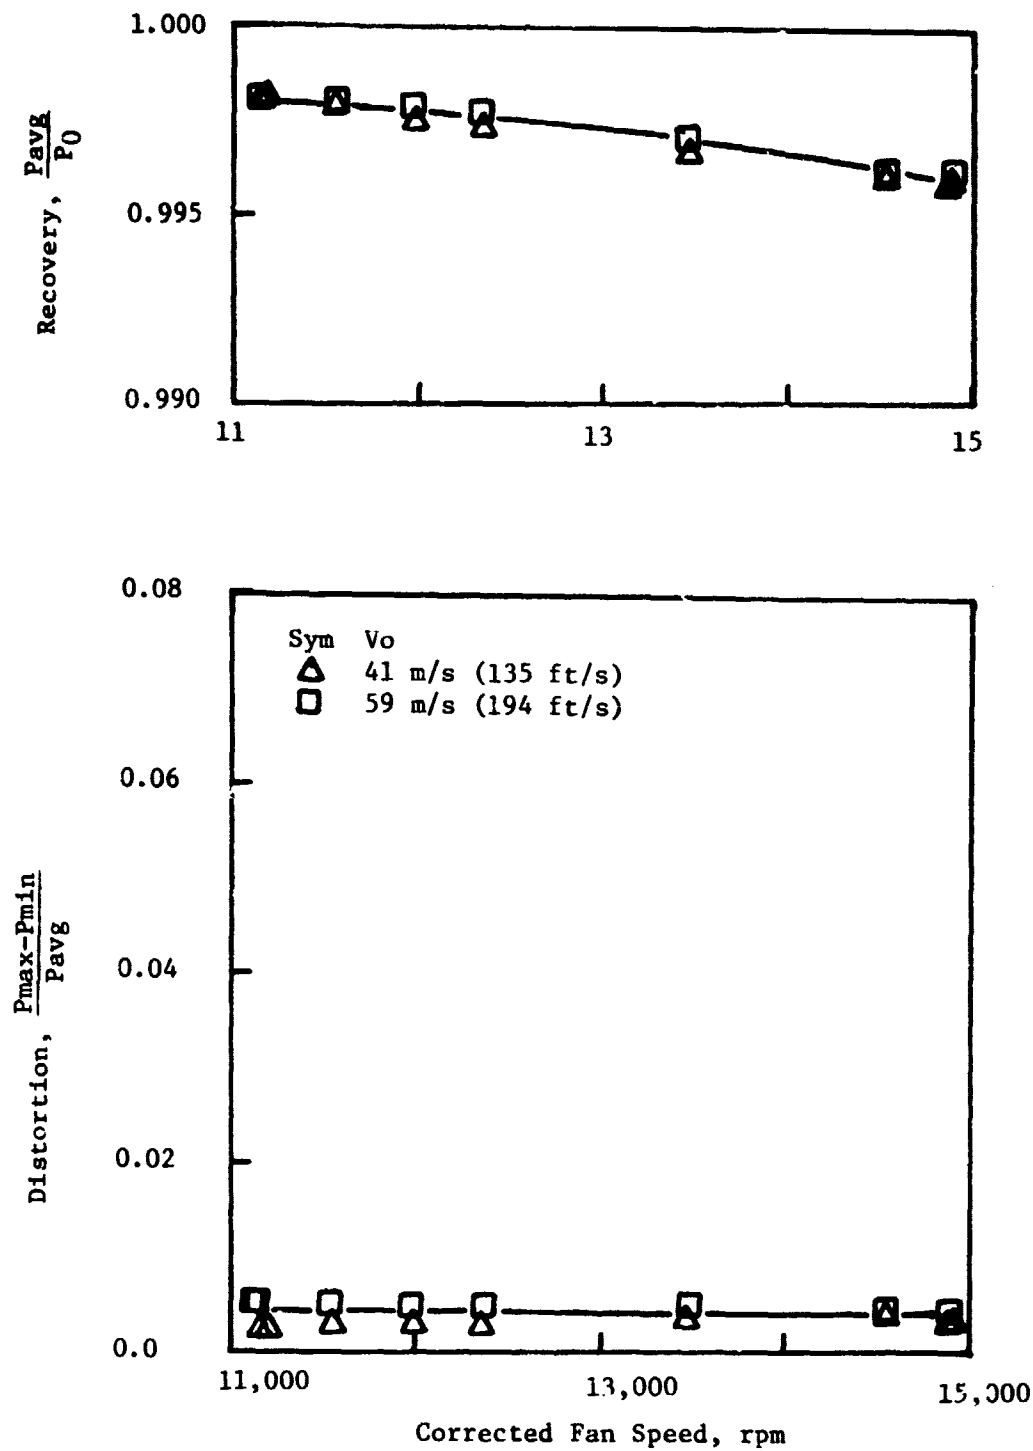 1.000
0.995
0.990
Recovery, Pavg
P0
11
13
15
0.08
0.06
0.04
0.02
0.0
Distortion, Pmax-Pmin
Pavg
Sym Vo
41 m/s (135 ft/s)
59 m/s (194 ft/s)
11,000
13,000
15,000
Corrected Fan Speed, rpm